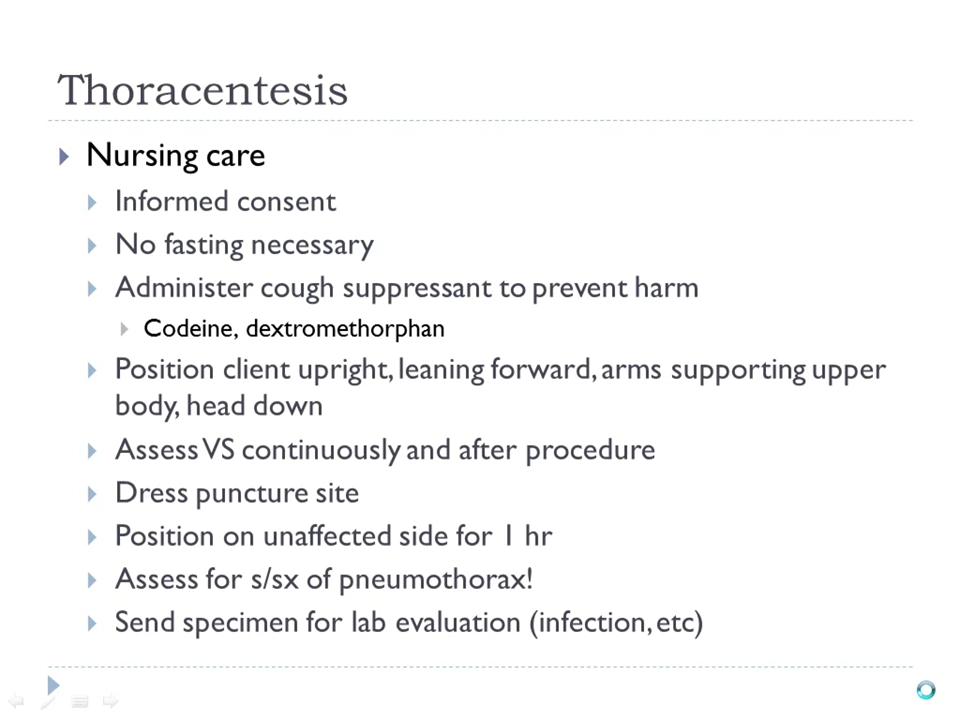 Thoracentesis
Nursing care
Informed consent
No fasting necessary
Administer cough suppressant to prevent harm
Codeine, dextromethorphan
Position client upright, leaning forward, arms supporting upper
body, head down
Assess VS continuously and after procedure
Dress puncture site
Position on unaffected side for 1 hr
Assess for s/sx of pneumothorax!
Send specimen for lab evaluation (infection, etc)